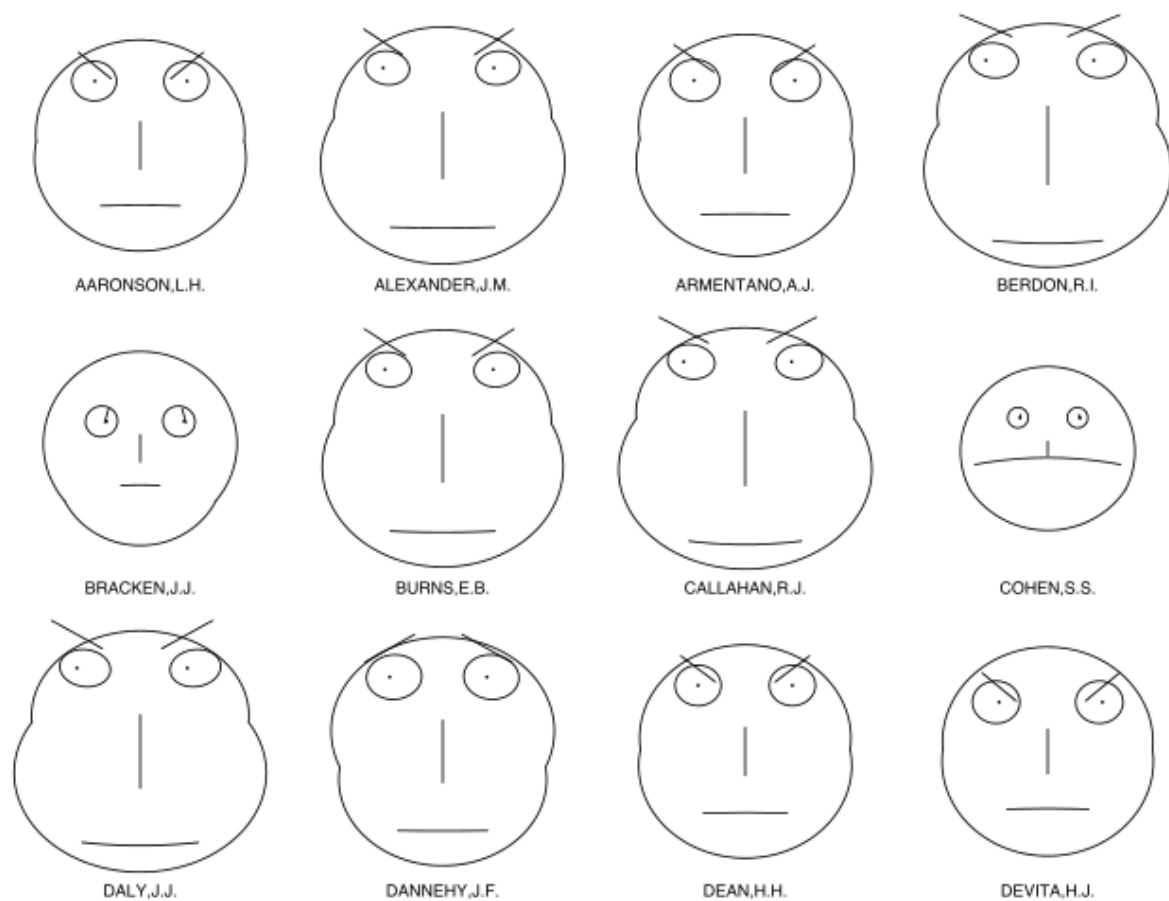 AARONSON,L.H.
ALEXANDER,J.M.
ARMENTANO,A.J.
BERDON,R.I.
BRACKEN,J.J.
BURNS,E.B.
CALLAHAN,R.J.
COHEN,S.S.
DALY,J.J.
DANNEHY,J.F.
DEAN,H.H.
DEVITA,H.J.